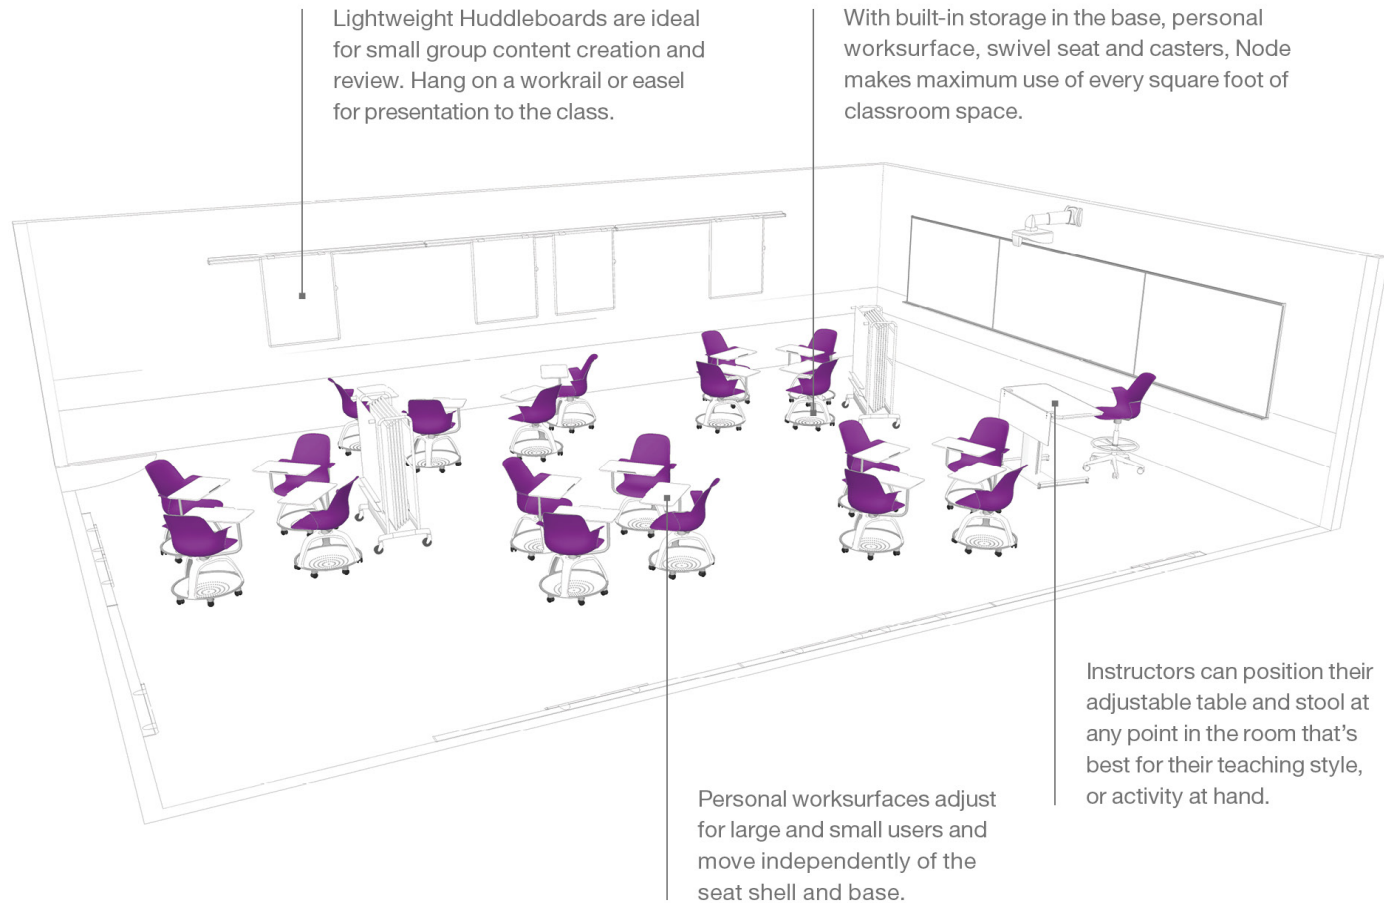 Lightweight Huddleboards are ideal
for small group content creation and
review. Hang on a workrail or easel
for presentation to the class.
With built-in storage in the base, personal
worksurface, swivel seat and casters, Node
makes maximum use of every square foot of
classroom space.
Instructors can position their
adjustable table and stool at
any point in the room that’s
best for their teaching style,
or activity at hand.
Personal worksurfaces adjust
for large and small users and
move independently of the
seat shell and base.